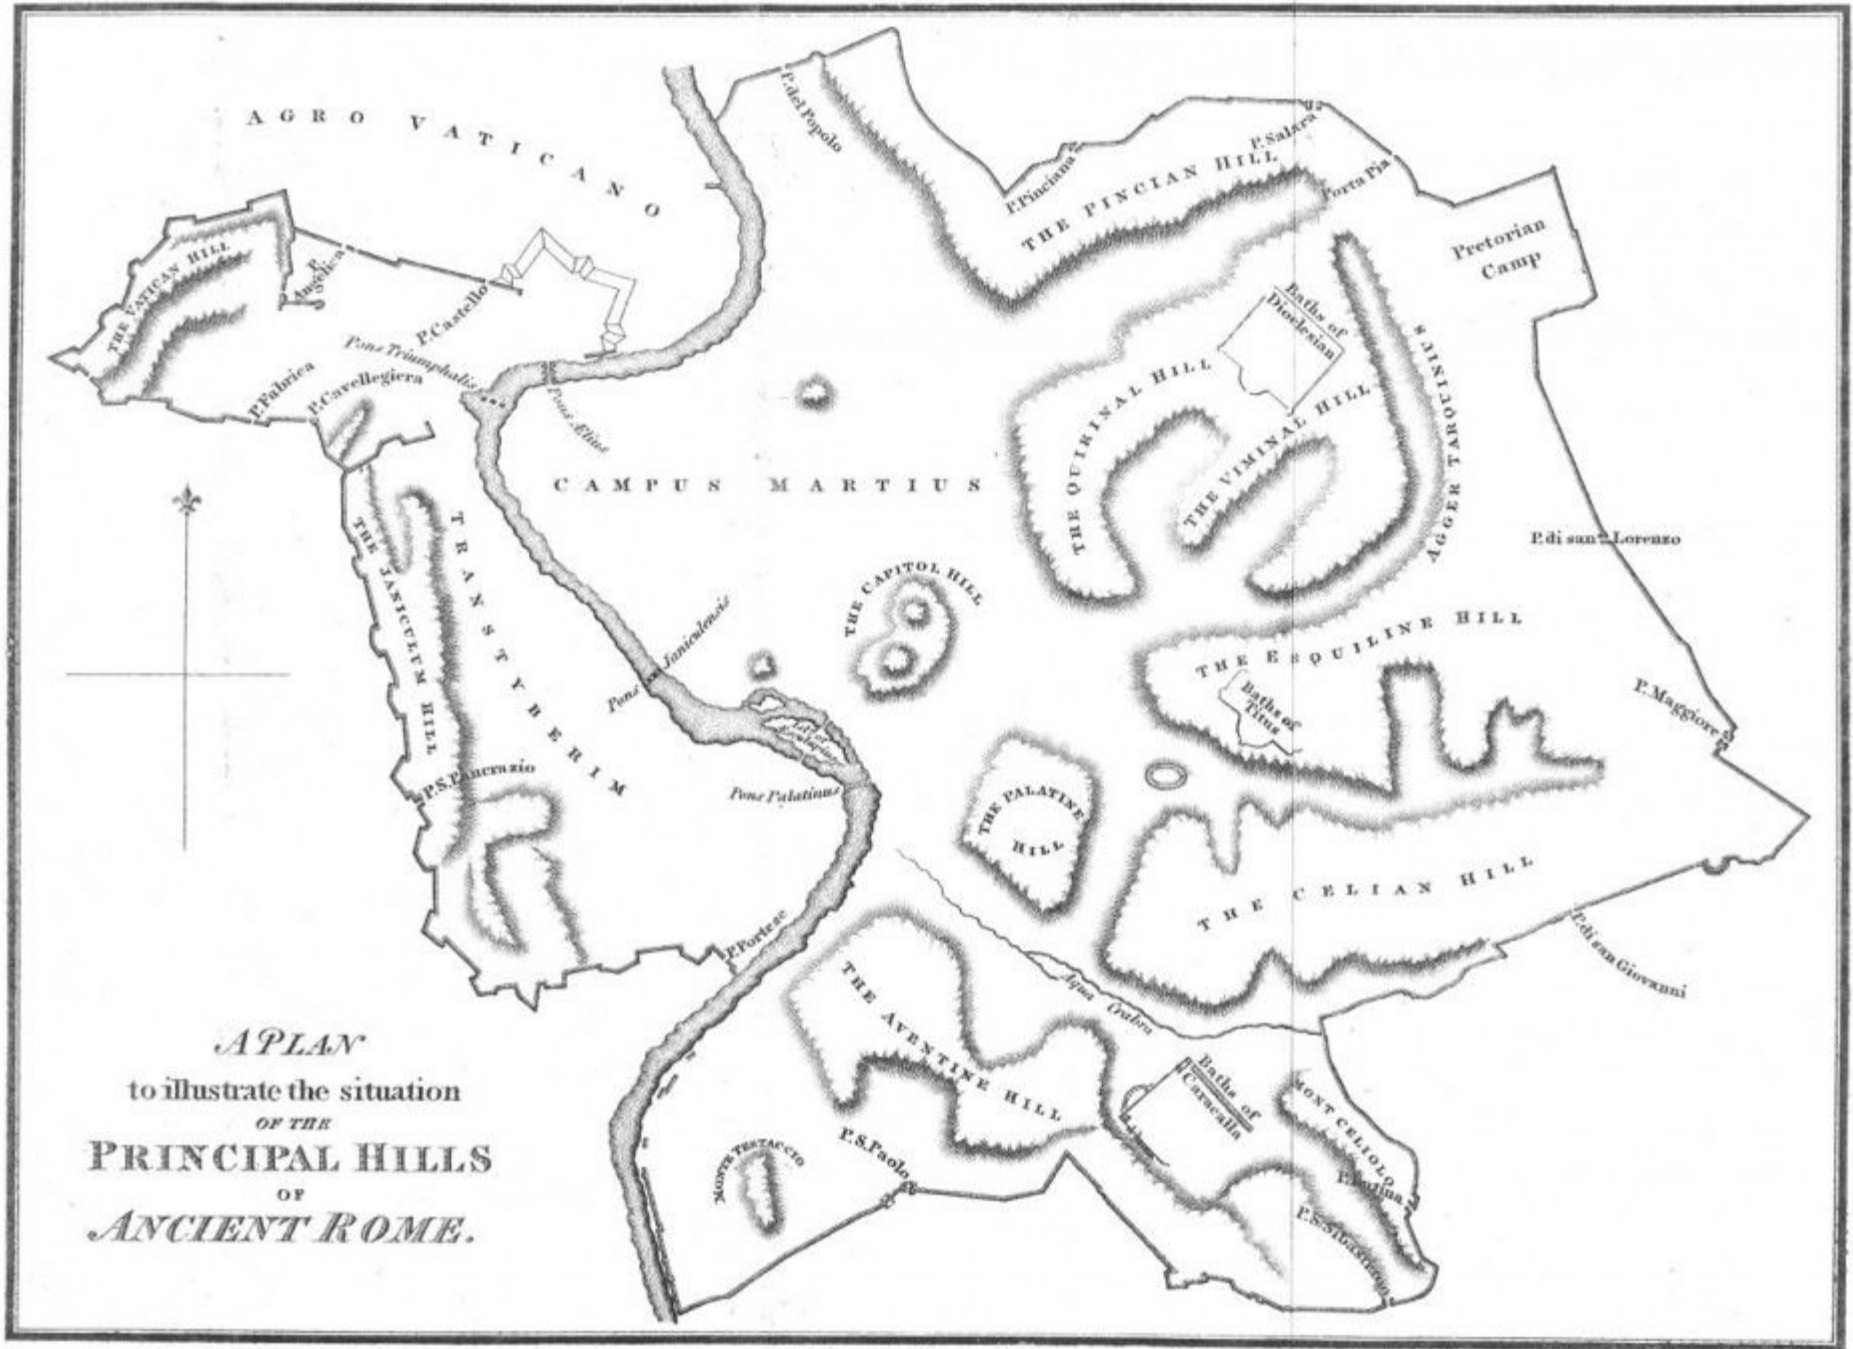 AGRO VATICANO
P. del Popolo
P. Salara
P. Pinciana
THE PINCIAN HILL
Porta Pia
Pretorian
Camp
THE VATICAN HILL
P.
Angelica
P. Castello
Pons Triumphalis
P. Fabrica
P. Cavellegiera
Pons Ælius
Baths of
Dioclesian
THE QUIRINAL HILL
THE VIMINAL HILL
AGGER TARQUINIUS
CAMPUS MARTIUS
P. di san Lorenzo
THE JANICULUM HILL
TRANSTYBERIM
THE CAPITOL HILL
Pons Janiculensis
THE ESQUILINE HILL
Baths of
Titus
P. Maggiore
P. S. Pancrazio
Pons Palatinus
THE PALATINE
HILL
THE CELIAN HILL
P. di san Giovanni
P. Portese
Aqua Crabra
THE AVENTINE HILL
Baths of
Caracalla
MONT CELIOLO
MONTE TESTACCIO
P. S. Paolo
A PLAN
to illustrate the situation
OF THE
PRINCIPAL HILLS
OF
ANCIENT ROME.